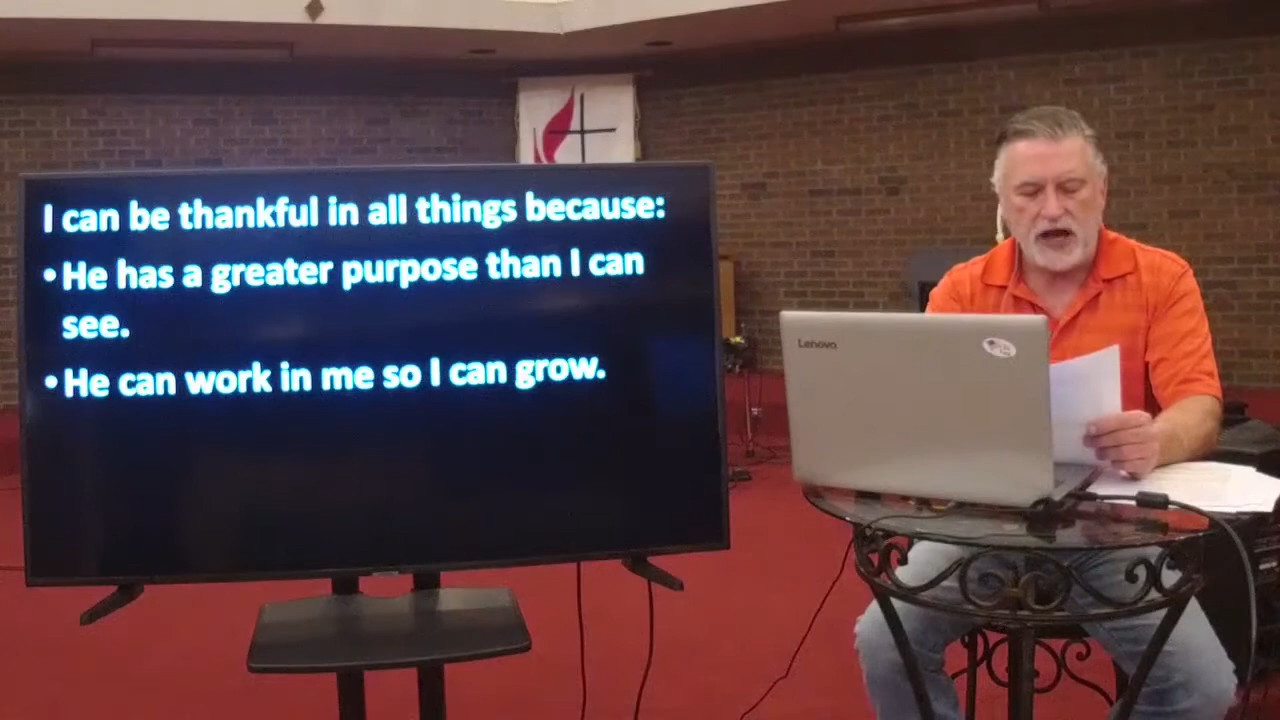 I can be thankful in all things because:
• He has a greater purpose than I can
see.
• He can work in me so I can grow.
Lenovo